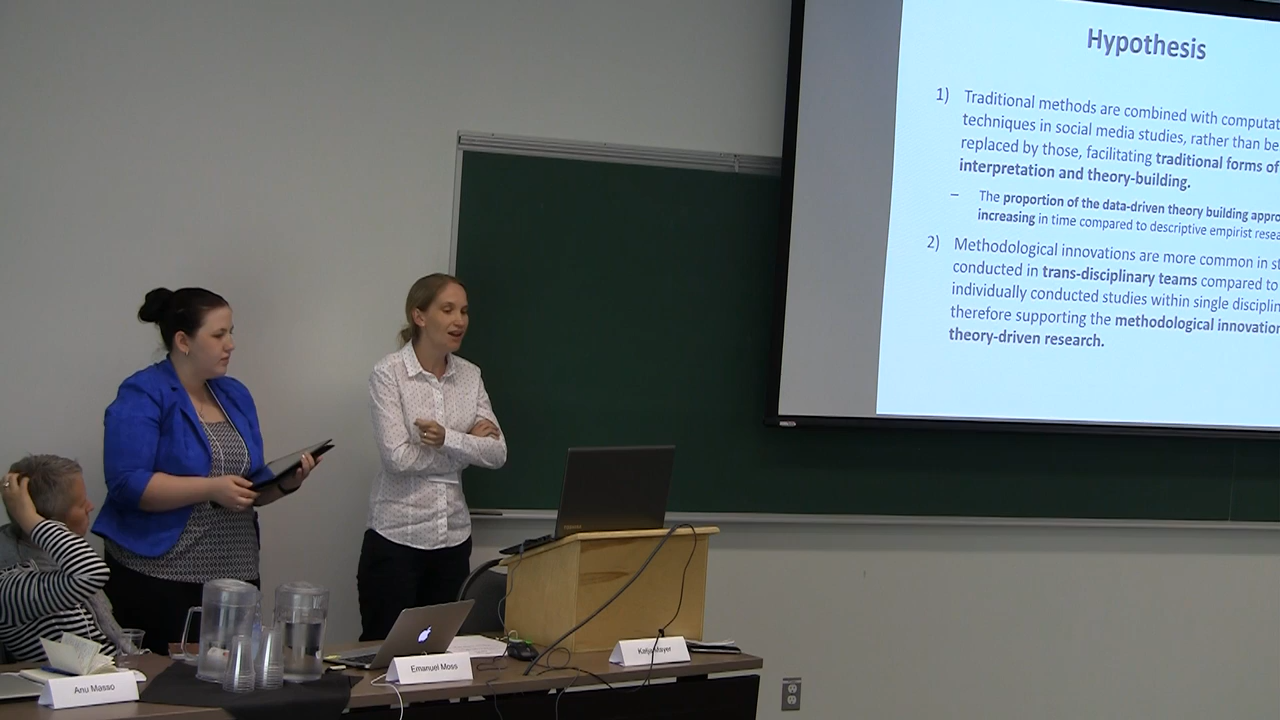 Hypothesis
1) Traditional methods are combined with computat
techniques in social media studies, rather than be
replaced by those, facilitating traditional forms of
interpretation and theory-building.
– The proportion of the data-driven theory building appro
increasing in time compared to descriptive empirist resea
2) Methodological innovations are more common in st
conducted in trans-disciplinary teams compared to
individually conducted studies within single disciplin
therefore supporting the methodological innovation
theory-driven research.
Anu Masso
Emanuel Moss
Katja Mayer